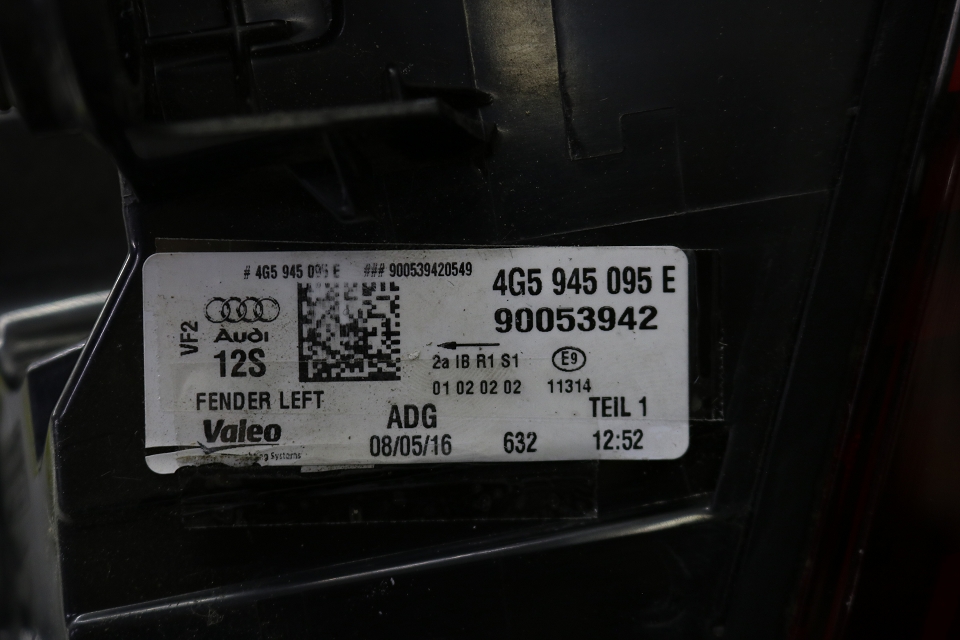 # 4G5 945 095 E ### 900539420549
4G5 945 095 E
90053942
VF2
Audi
12S
2a IB R1 S1
E9
01 02 02 02
11314
FENDER LEFT
ADG
TEIL 1
Valeo
Systems
08/05/16
632
12:52